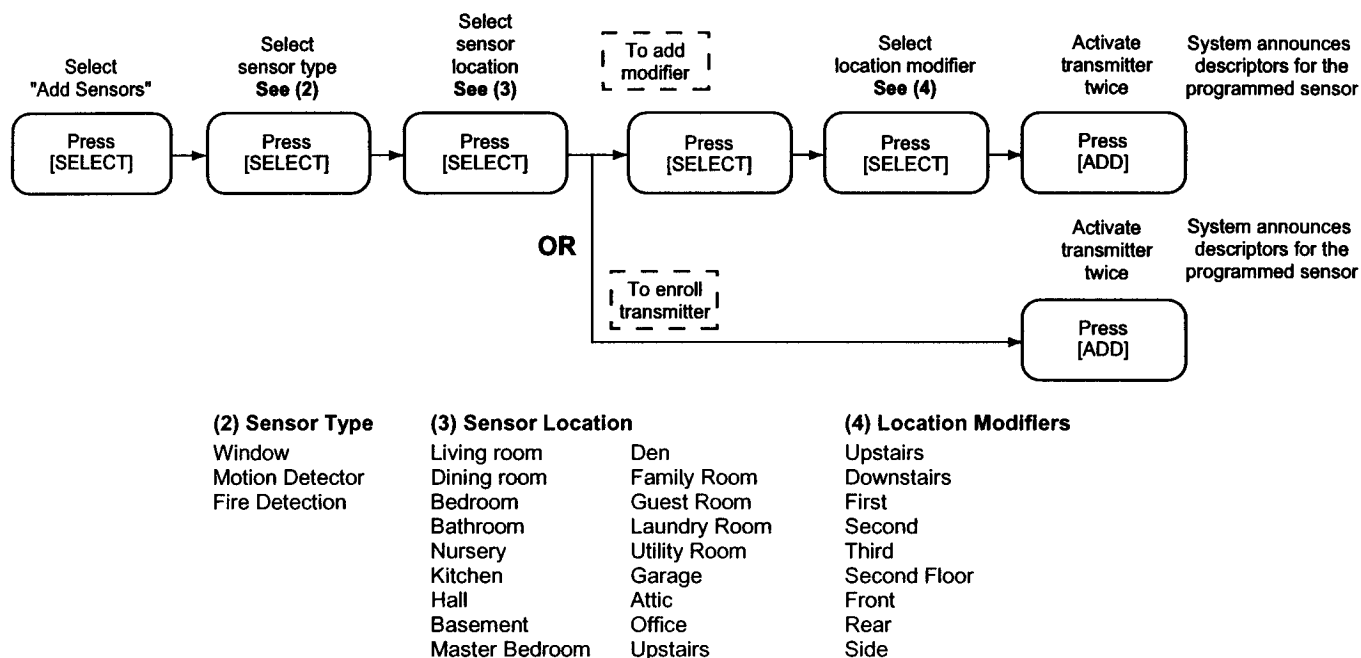 Select
"Add Sensors"
Press
[SELECT]
Select
sensor type
See (2)
Press
[SELECT]
Select
sensor
location
See (3)
Press
[SELECT]
To add
modifier
Press
[SELECT]
Select
location modifier
See (4)
Press
[SELECT]
Activate
transmitter
twice
Press
[ADD]
System announces
descriptors for the
programmed sensor
OR
To enroll
transmitter
Activate
transmitter
twice
Press
[ADD]
System announces
descriptors for the
programmed sensor
(2) Sensor Type
Window
Motion Detector
Fire Detection
(3) Sensor Location
Living room
Dining room
Bedroom
Bathroom
Nursery
Kitchen
Hall
Basement
Master Bedroom
Den
Family Room
Guest Room
Laundry Room
Utility Room
Garage
Attic
Office
Upstairs
(4) Location Modifiers
Upstairs
Downstairs
First
Second
Third
Second Floor
Front
Rear
Side